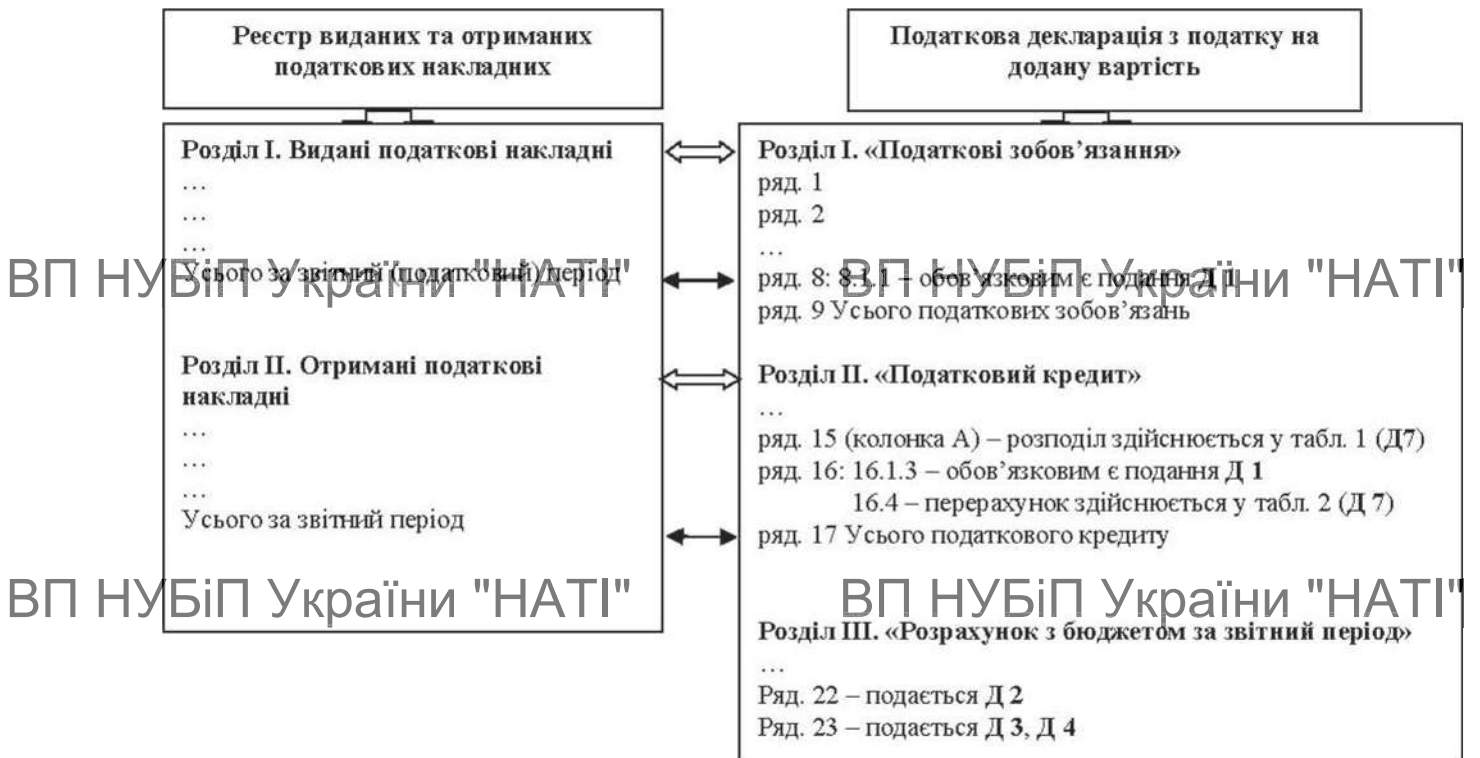 Реєстр виданих та отриманих
податкових накладних
Податкова декларація з податку на
додану вартість
Розділ І. Видані податкові накладні
…
…
…
Усього за звітний (податковий) період
Розділ ІІ. Отримані податкові
накладні
…
…
…
Усього за звітний період
Розділ І. «Податкові зобов’язання»
ряд. 1
ряд. 2
…
ряд. 8: 8.1.1 – обов’язковим є подання Д 1
ряд. 9 Усього податкових зобов’язань
Розділ ІІ. «Податковий кредит»
…
ряд. 15 (колонка А) – розподіл здійснюється у табл. 1 (Д7)
ряд. 16: 16.1.3 – обов’язковим є подання Д 1
16.4 – перерахунок здійснюється у табл. 2 (Д 7)
ряд. 17 Усього податкового кредиту
Розділ ІІІ. «Розрахунок з бюджетом за звітний період»
…
Ряд. 22 – подається Д 2
Ряд. 23 – подається Д 3, Д 4
ВП НУБіП України "НАТІ"
ВП НУБіП України "НАТІ"
ВП НУБіП України "НАТІ"
ВП НУБіП України "НАТІ"